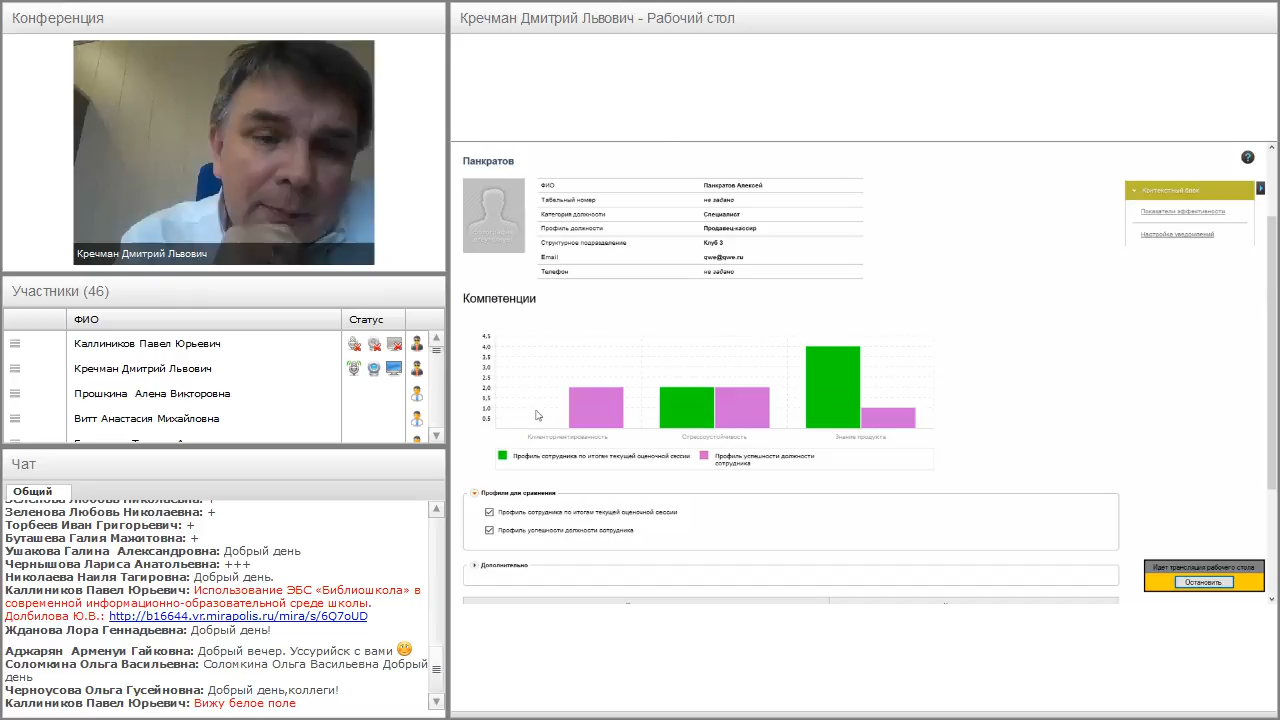 Конференция
Кречман Дмитрий Львович
Участники (46)
ФИО
Статус
Каллиников Павел Юрьевич
Кречман Дмитрий Львович
Прошкина Алена Викторовна
Витт Анастасия Михайловна
Чат
Общий
Зеленова Любовь Николаевна: +
Зеленова Любовь Николаевна: +
Торбеев Иван Григорьевич: +
Буташева Галия Мажитовна: +
Ушакова Галина Александровна: Добрый день
Чернышова Лариса Анатольевна: +++
Николаева Наиля Тагировна: Добрый день.
Каллиников Павел Юрьевич: Использование ЭБС «Библиошкола» в
современной информационно-образовательной среде школы.
Долбилова Ю.В.: http://b16644.vr.mirapolis.ru/mira/s/6Q7oUD
Жданова Лора Геннадьевна: Добрый день!
Аджарян Арменуи Гайковна: Добрый вечер. Уссурийск с вами
Соломкина Ольга Васильевна: Соломкина Ольга Васильевна Добрый
день
Черноусова Ольга Гусейновна: Добрый день,коллеги!
Каллиников Павел Юрьевич: Вижу белое поле
Кречман Дмитрий Львович - Рабочий стол
Панкратов
?
ФИО Панкратов Алексей
Табельный номер не задано
Категория должности Специалист
Профиль должности Продавец-кассир
Структурное подразделение Клуб 3
Email qwe@qwe.ru
Телефон не задано
Контекстный блок
Показатели эффективности
Настройка уведомлений
Компетенции
4,5
4,0
3,5
3,0
2,5
2,0
1,5
1,0
0,5
Клиентоориентированность
Стрессоустойчивость
Знание продукта
Профиль сотрудника по итогам текущей оценочной сессии
Профиль успешности должности
сотрудника
Профили для сравнения
Профиль сотрудника по итогам текущей оценочной сессии
Профиль успешности должности сотрудника
Дополнительно
Идет трансляция рабочего стола
Остановить